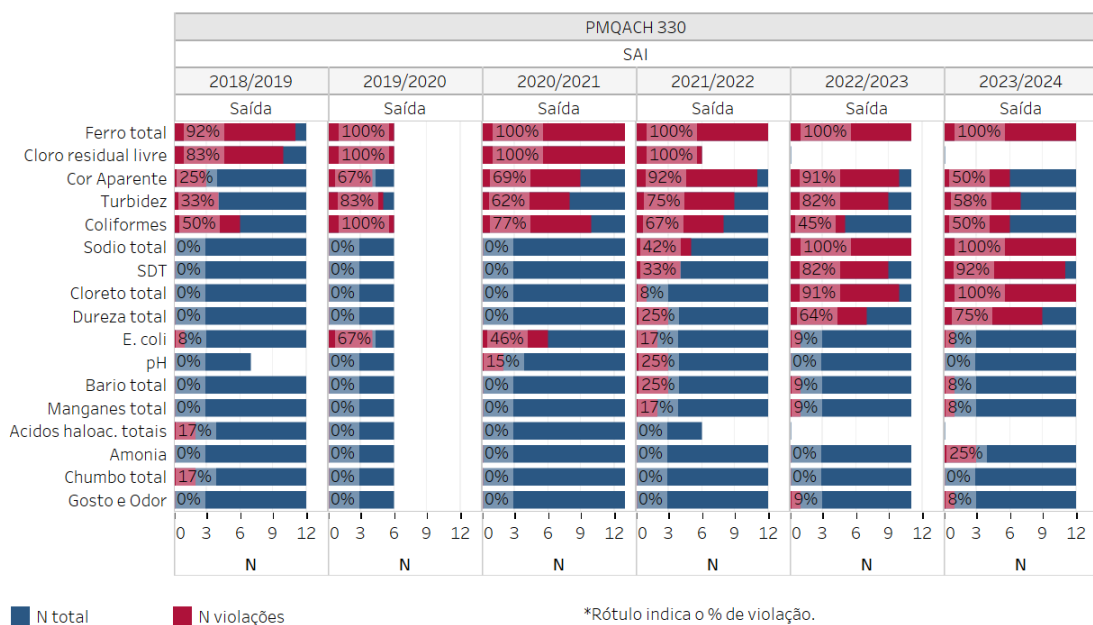 PMQACH 330
SAI
2018/2019 2019/2020 2020/2021 2021/2022 2022/2023 2023/2024
Saída Saída Saída Saída Saída Saída
Ferro total 92% 100% 100% 100% 100% 100%
Cloro residual livre 83% 100% 100% 100%
Cor Aparente 25% 67% 69% 92% 91% 50%
Turbidez 33% 83% 62% 75% 82% 58%
Coliformes 50% 100% 77% 67% 45% 50%
Sodio total 0% 0% 0% 42% 100% 100%
SDT 0% 0% 0% 33% 82% 92%
Cloreto total 0% 0% 0% 8% 91% 100%
Dureza total 0% 0% 0% 25% 64% 75%
E. coli 8% 67% 46% 17% 9% 8%
pH 0% 0% 15% 25% 0% 0%
Bario total 0% 0% 0% 25% 9% 8%
Manganes total 0% 0% 0% 17% 9% 8%
Acidos haloac. totais 17% 0% 0% 0%
Amonia 0% 0% 0% 0% 0% 25%
Chumbo total 17% 0% 0% 0% 0% 0%
Gosto e Odor 0% 0% 0% 0% 9% 8%
0 3 6 9 12 0 3 6 9 12 0 3 6 9 12 0 3 6 9 12 0 3 6 9 12 0 3 6 9 12
N N N N N N
N total N violações *Rótulo indica o % de violação.